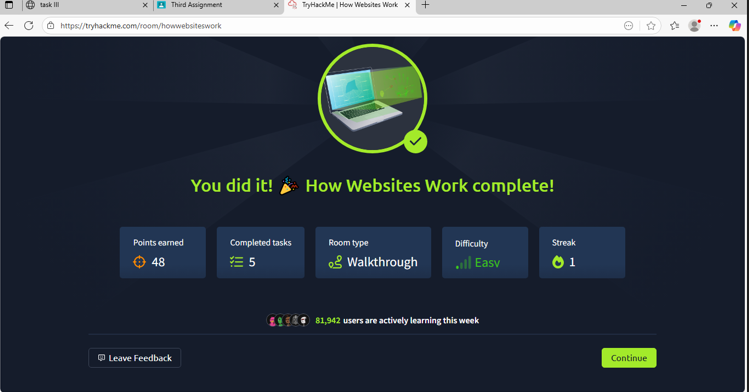 task III
Third Assignment
TryHackMe | How Websites Work
https://tryhackme.com/room/howwebsiteswork
You did it! 🎉 How Websites Work complete!
Points earned
48
Completed tasks
5
Room type
Walkthrough
Difficulty
Easy
Streak
1
81,942 users are actively learning this week
Leave Feedback
Continue